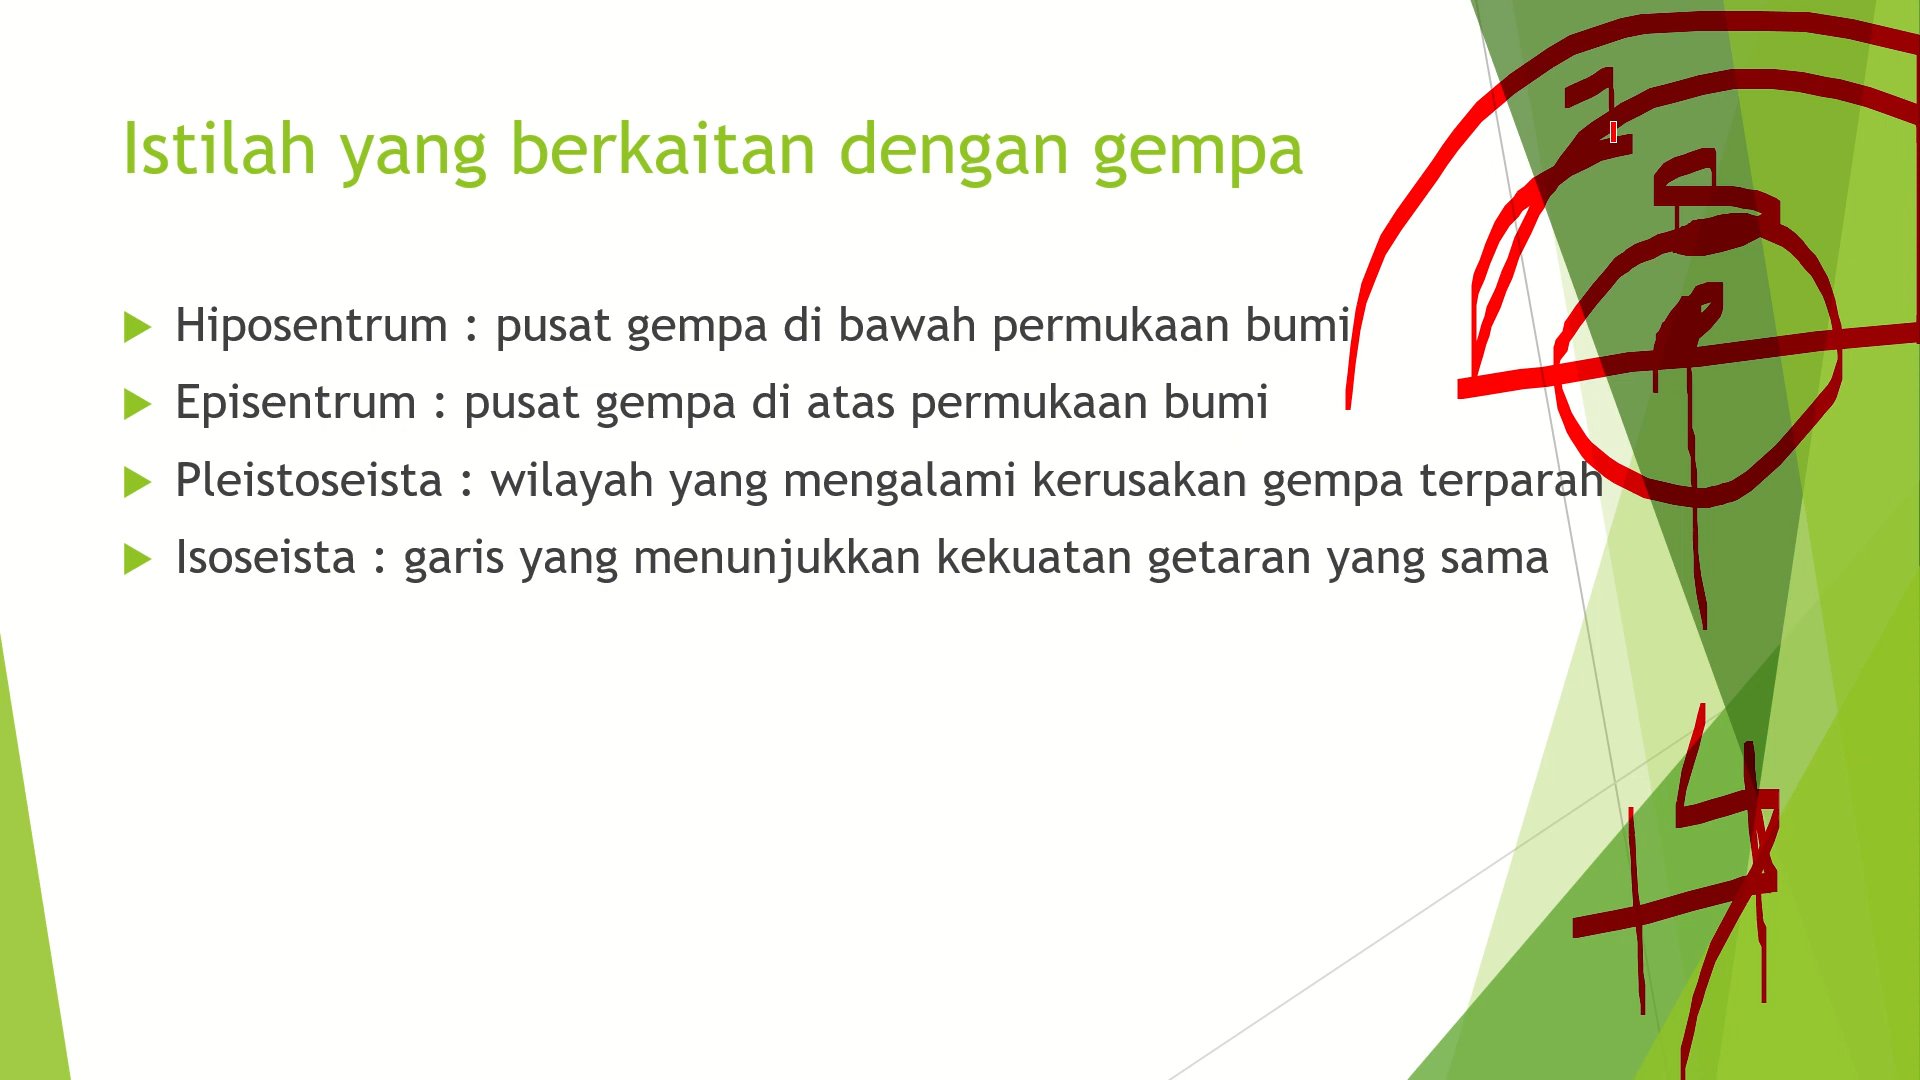 Istilah yang berkaitan dengan gempa
Hiposentrum : pusat gempa di bawah permukaan bumi
Episentrum : pusat gempa di atas permukaan bumi
Pleistoseista : wilayah yang mengalami kerusakan gempa terparah
Isoseista : garis yang menunjukkan kekuatan getaran yang sama